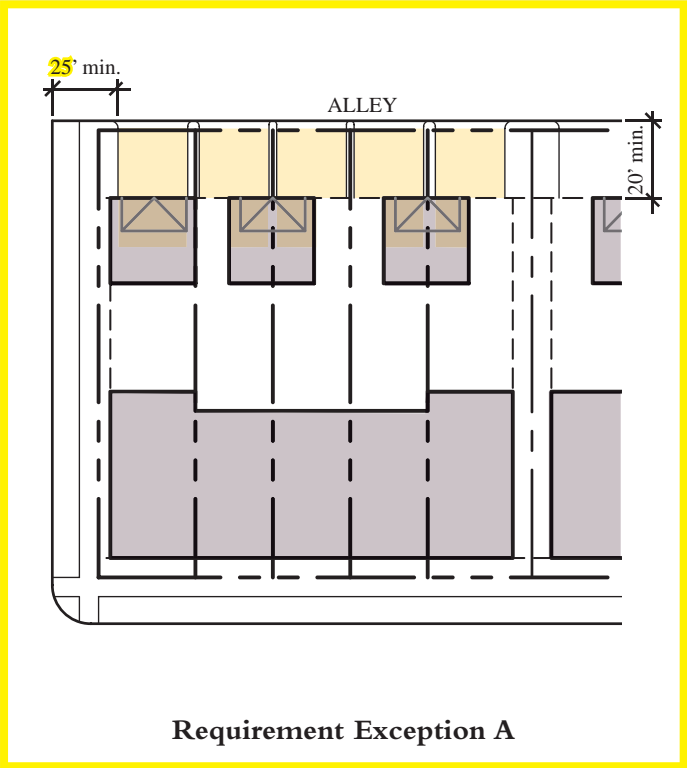 25’ min.
ALLEY
20’ min.
Requirement Exception A